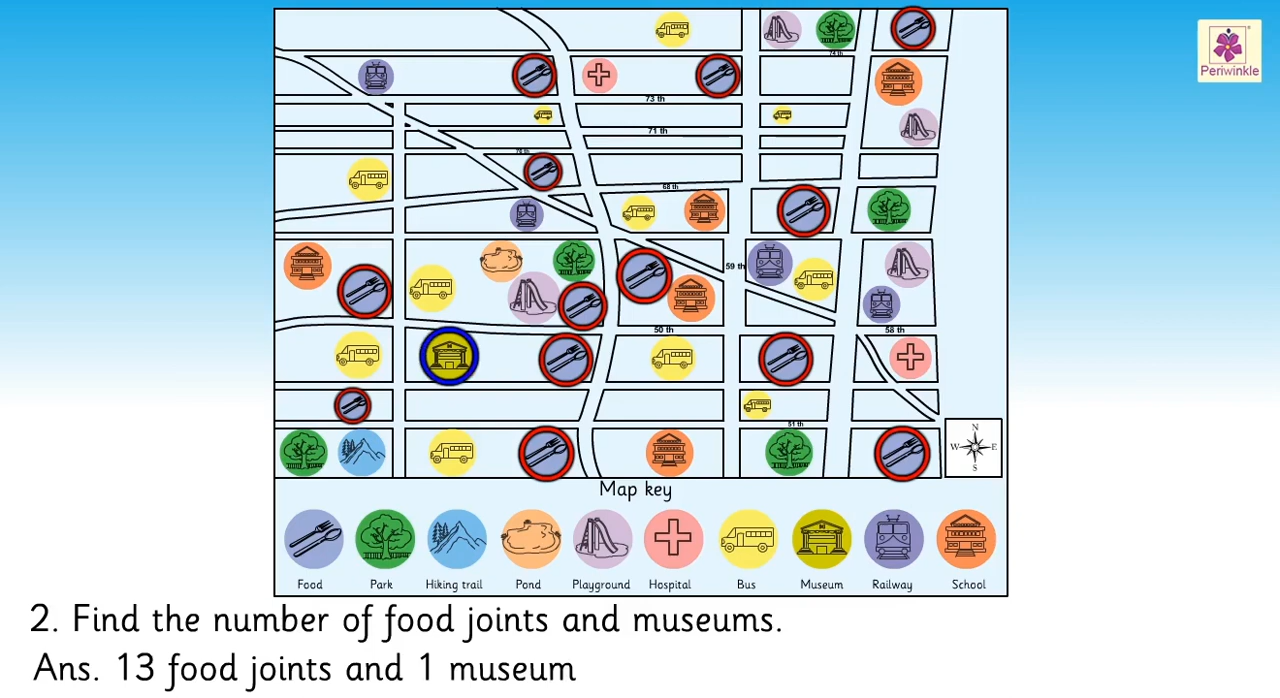 Periwinkle
74 th
73 th
71 th
70 th
68 th
59 th
50 th
58 th
51 th
N
W E
S
Map key
Food Park Hiking trail Pond Playground Hospital Bus Museum Railway School
2. Find the number of food joints and museums.
Ans. 13 food joints and 1 museum